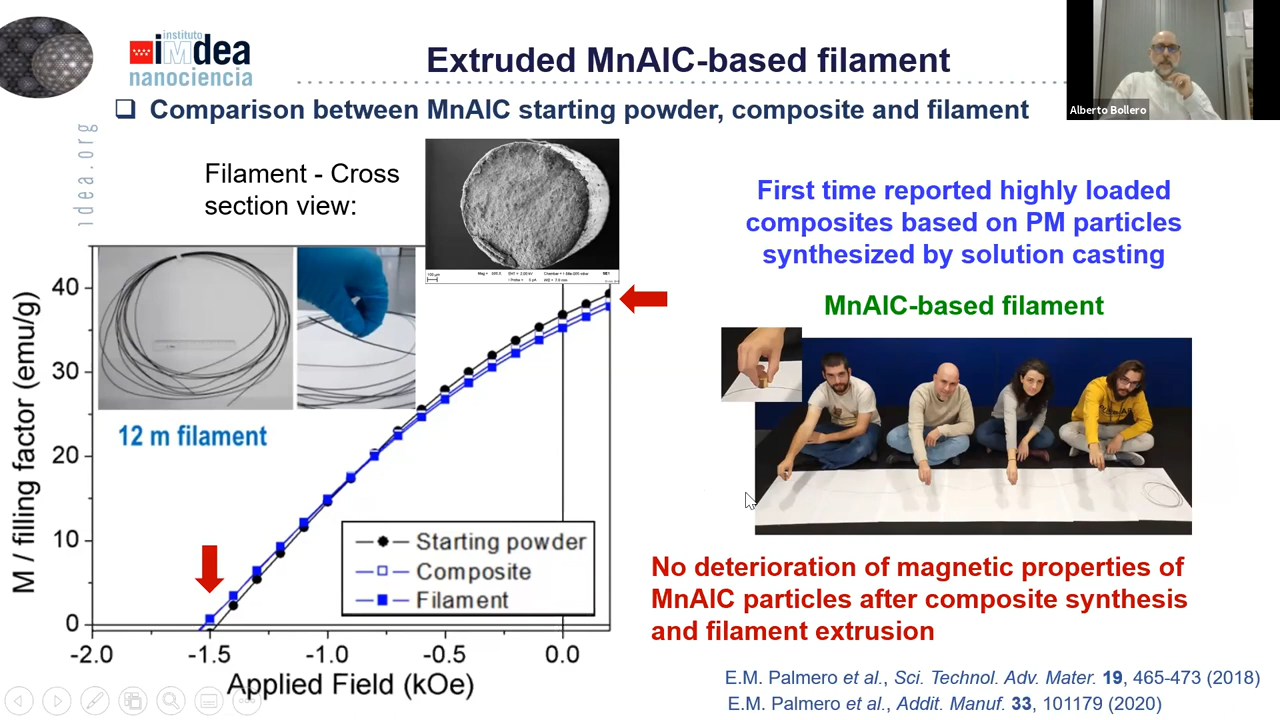 instituto
iMdea
nanociencia
idea.org
Extruded MnAlC-based filament
❑ Comparison between MnAlC starting powder, composite and filament
Alberto Bollero
Filament - Cross
section view:
First time reported highly loaded
composites based on PM particles
synthesized by solution casting
MnAlC-based filament
12 m filament
M / filling factor (emu/g)
40
30
20
10
0
Starting powder
Composite
Filament
-2.0 -1.5 -1.0 -0.5 0.0
Applied Field (kOe)
No deterioration of magnetic properties of
MnAlC particles after composite synthesis
and filament extrusion
E.M. Palmero et al., Sci. Technol. Adv. Mater. 19, 465-473 (2018)
E.M. Palmero et al., Addit. Manuf. 33, 101179 (2020)